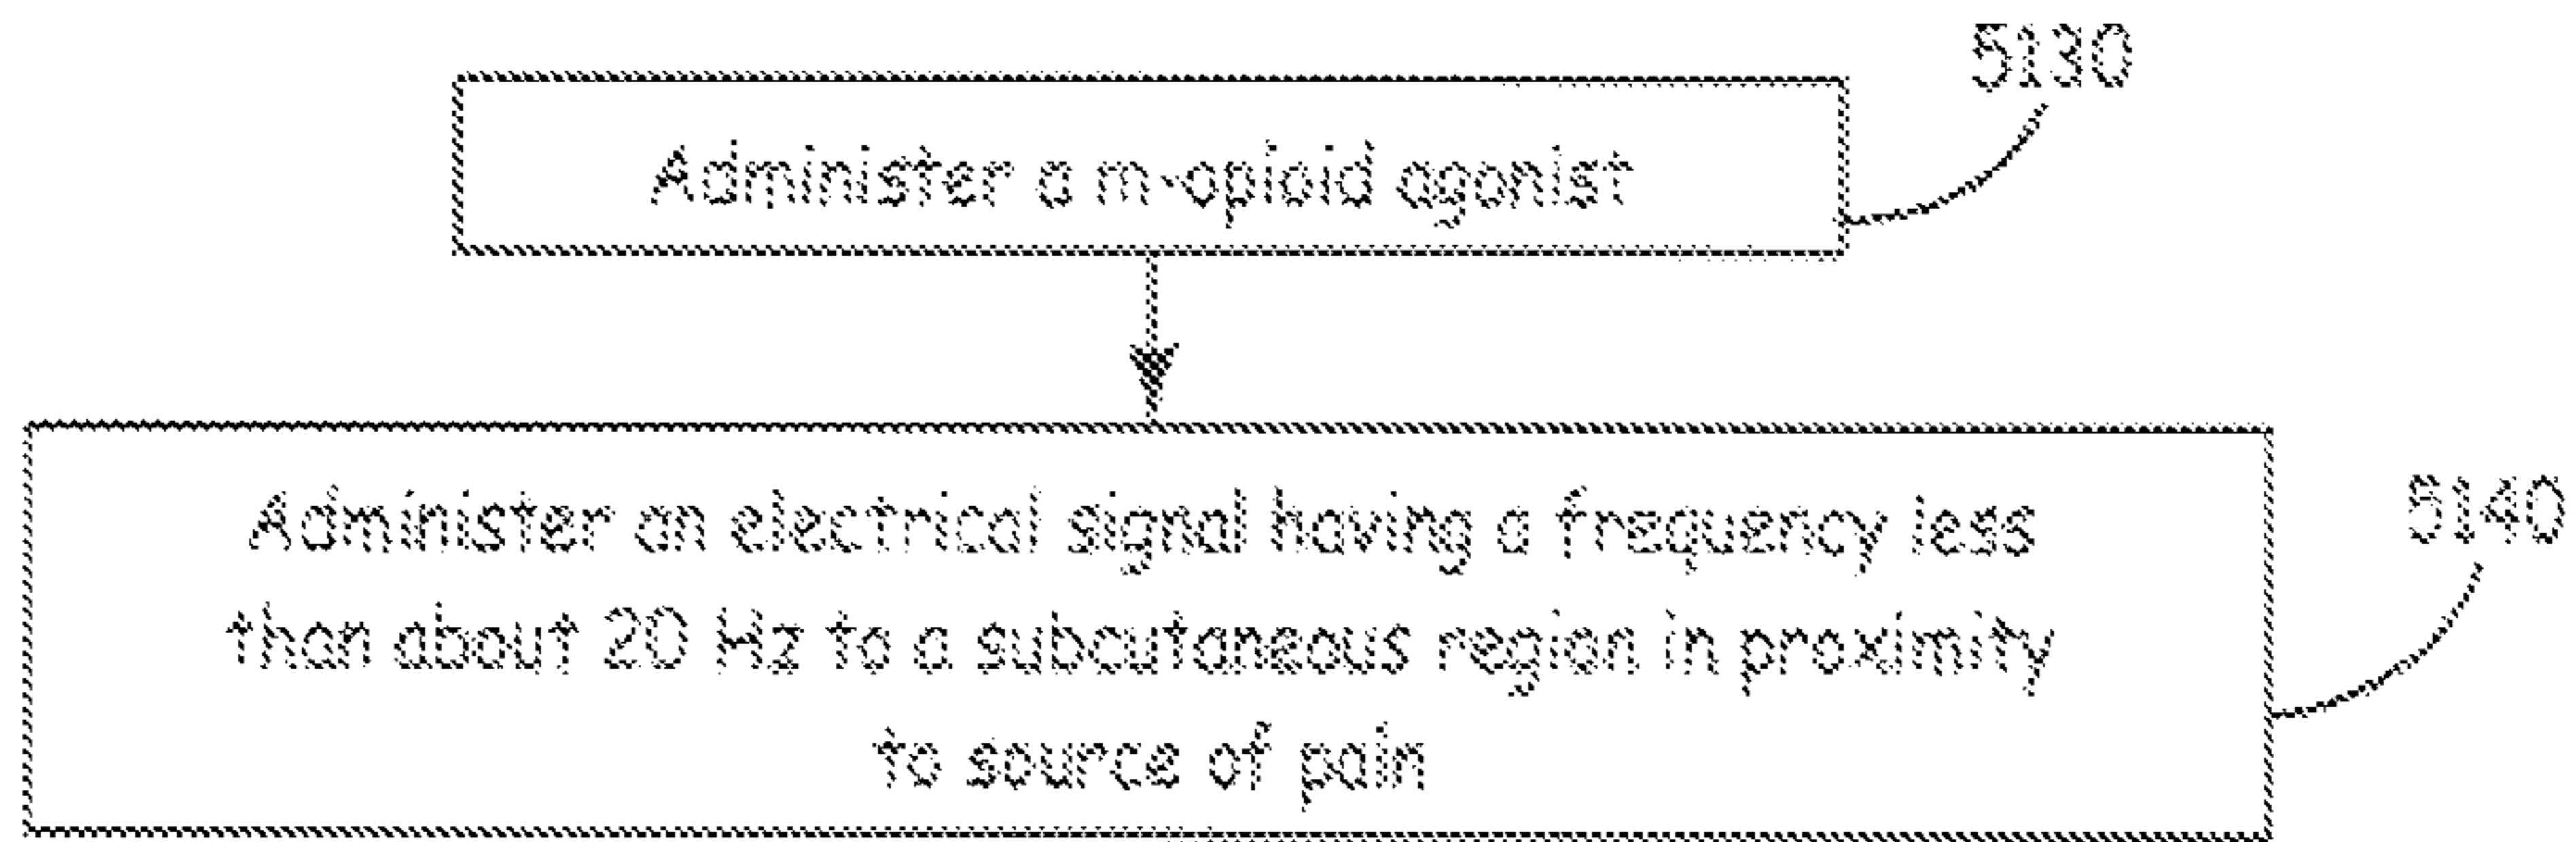 5130
Administer a m-opioid agonist
Administer an electrical signal having a frequency less
5140
than about 20 Hz to a subcutaneous region in proximity
to source of pain